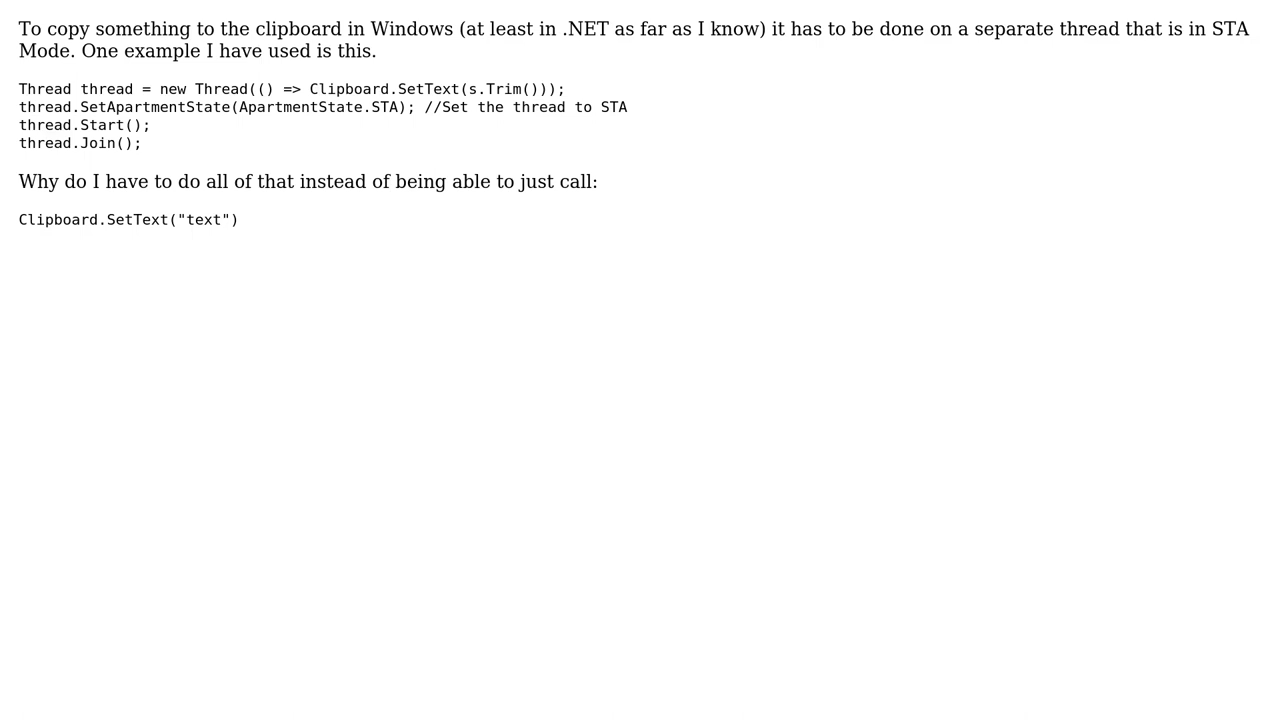 To copy something to the clipboard in Windows (at least in .NET as far as I know) it has to be done on a separate thread that is in STA
Mode. One example I have used is this.
Thread thread = new Thread(() => Clipboard.SetText(s.Trim()));
thread.SetApartmentState(ApartmentState.STA); //Set the thread to STA
thread.Start();
thread.Join();
Why do I have to do all of that instead of being able to just call:
Clipboard.SetText("text")